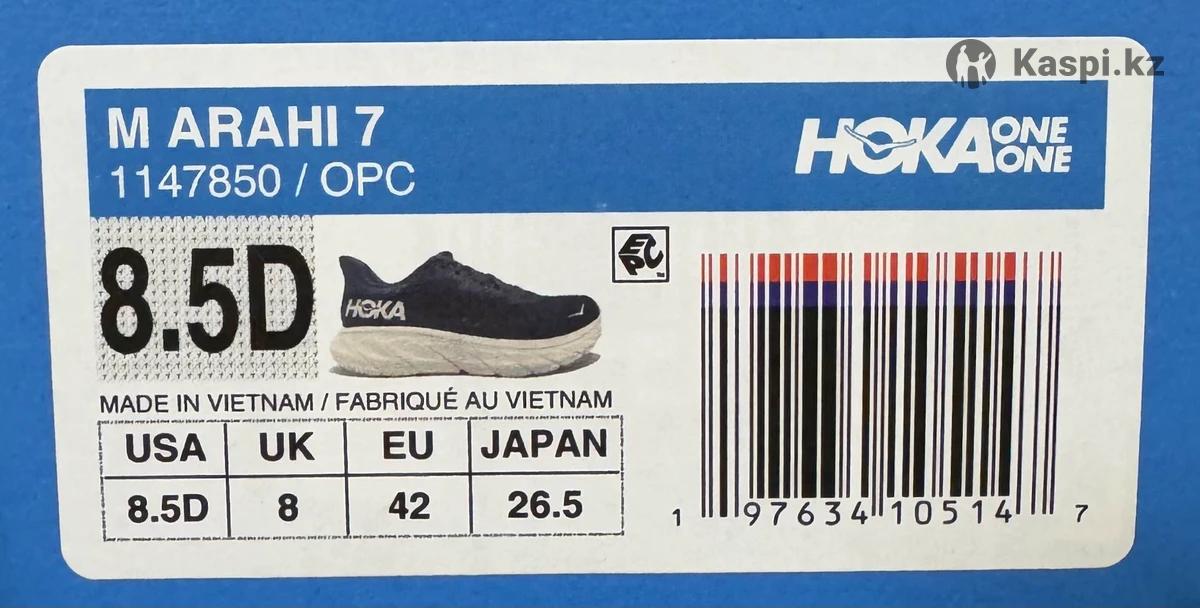 Kaspi.kz
M ARAHI 7
1147850 / OPC
HOKA ONE ONE
8.5D
HOKA
EPC
MADE IN VIETNAM / FABRIQUÉ AU VIETNAM
USA UK EU JAPAN
8.5D 8 42 26.5
1 97634 10514 7